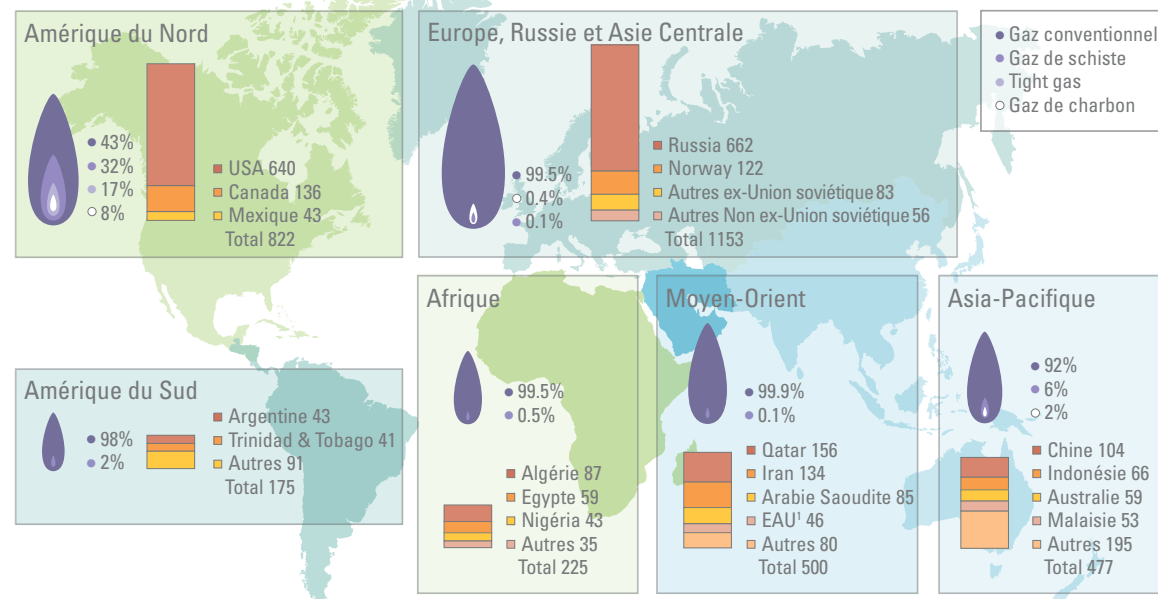 Amérique du Nord
43%
32%
17%
8%
USA 640
Canada 136
Mexique 43
Total 822
Europe, Russie et Asie Centrale
99.5%
0.4%
0.1%
Russia 662
Norway 122
Autres ex-Union soviétique 83
Autres Non ex-Union soviétique 56
Total 1153
Gaz conventionnel
Gaz de schiste
Tight gas
Gaz de charbon
Amérique du Sud
98%
2%
Argentine 43
Trinidad & Tobago 41
Autres 91
Total 175
Afrique
99.5%
0.5%
Algérie 87
Egypte 59
Nigéria 43
Autres 35
Total 225
Moyen-Orient
99.9%
0.1%
Qatar 156
Iran 134
Arabie Saoudite 85
EAU¹ 46
Autres 80
Total 500
Asia-Pacifique
92%
6%
2%
Chine 104
Indonésie 66
Australie 59
Malaisie 53
Autres 195
Total 477